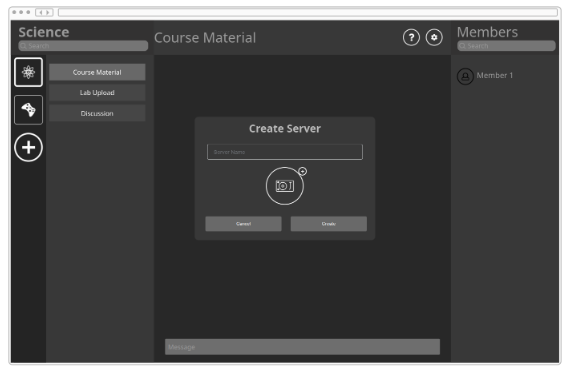 Science
Search
Course Material
Lab Upload
Discussion
Course Material
?
Members
Search
Member 1
Create Server
Server Name
Cancel
Create
Message